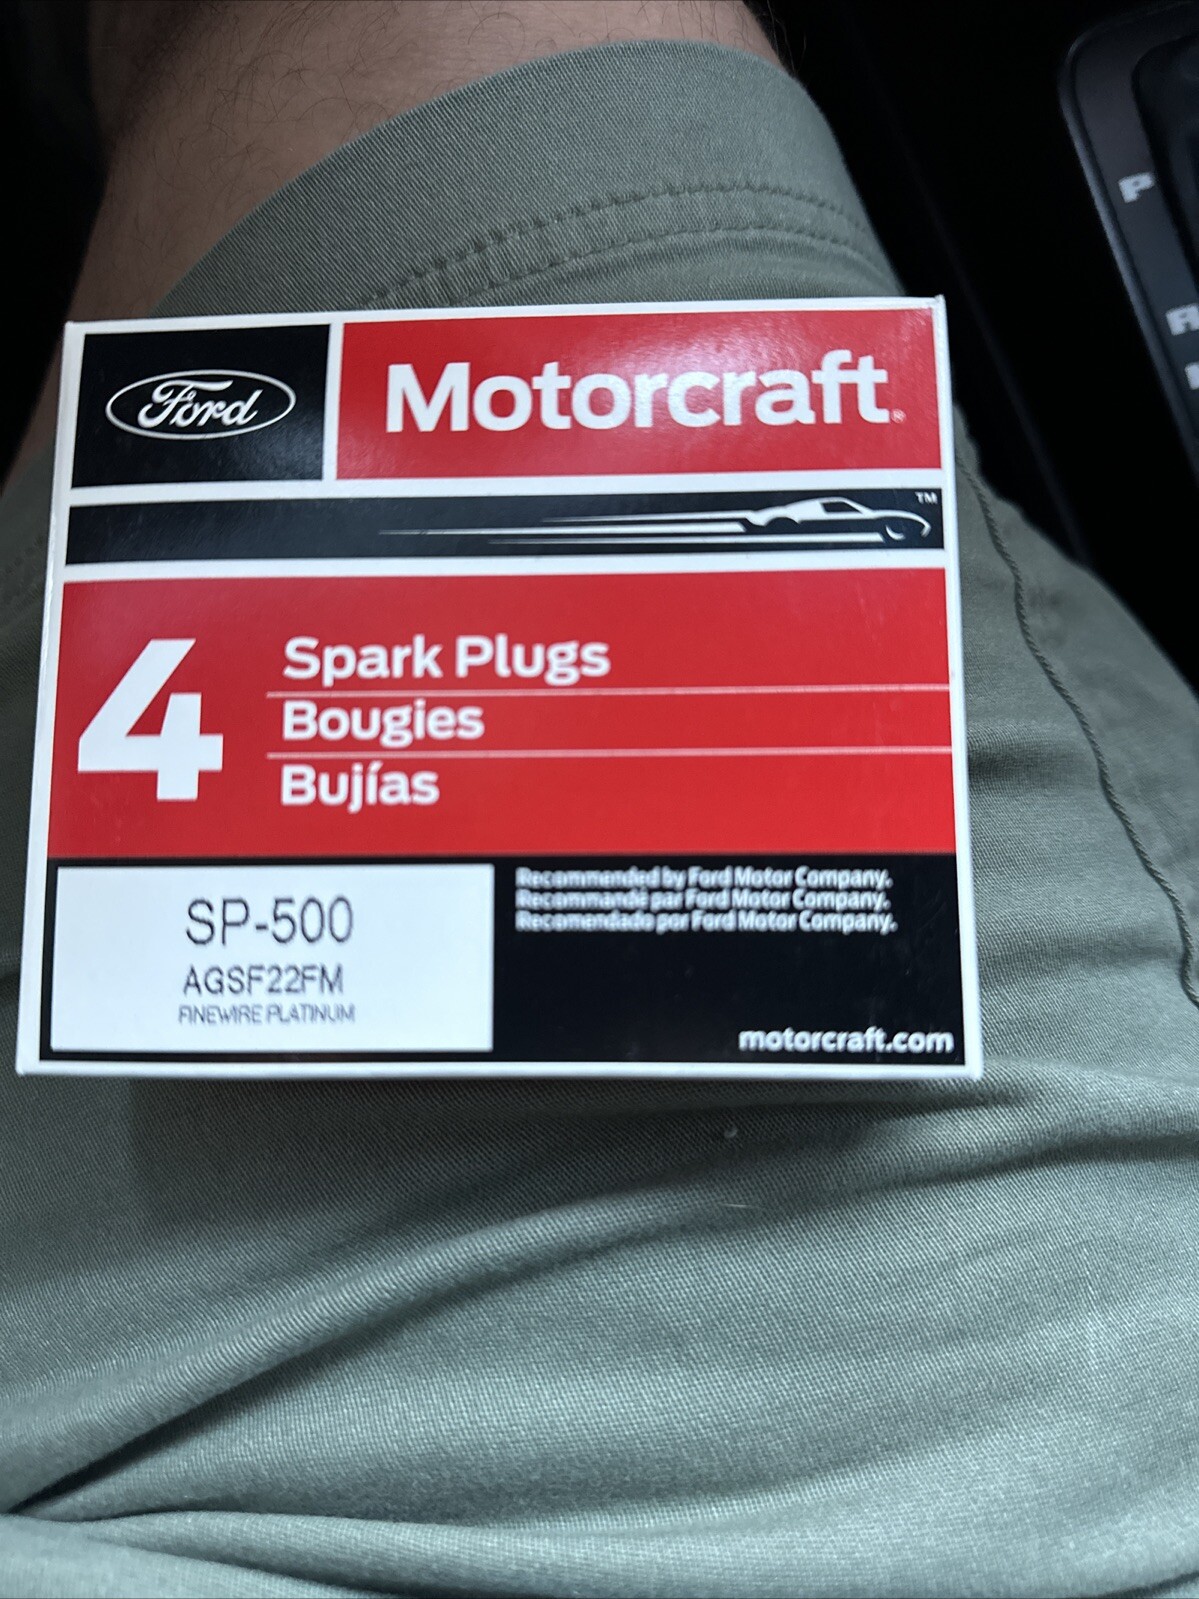 Ford
Motorcraft®
TM
4
Spark Plugs
Bougies
Bujías
SP-500
AGSF22FM
FINEWIRE PLATINUM
Recommended by Ford Motor Company.
Recommandé par Ford Motor Company.
Recomendado por Ford Motor Company.
motorcraft.com
P
R